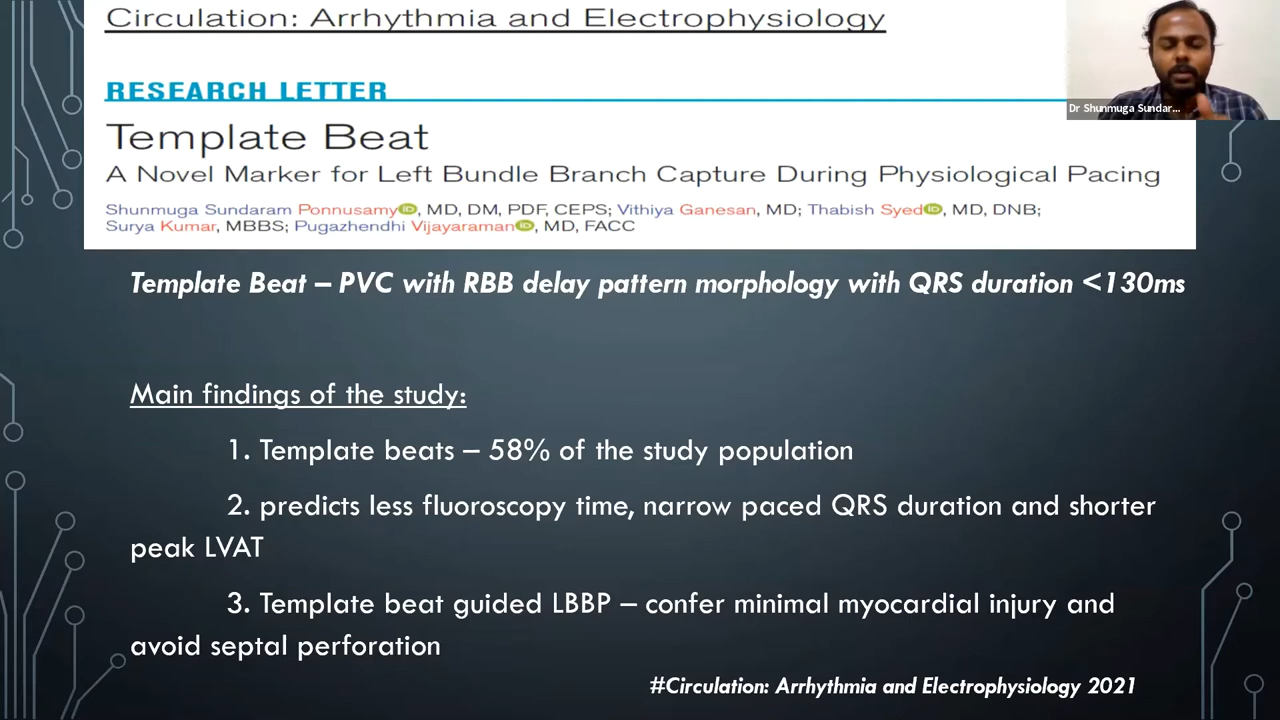 Circulation: Arrhythmia and Electrophysiology
Dr Shunmuga Sundar...
RESEARCH LETTER
Template Beat
A Novel Marker for Left Bundle Branch Capture During Physiological Pacing
Shunmuga Sundaram Ponnusamy, MD, DM, PDF, CEPS; Vithiya Ganesan, MD; Thabish Syed, MD, DNB;
Surya Kumar, MBBS; Pugazhendhi Vijayaraman, MD, FACC
Template Beat – PVC with RBB delay pattern morphology with QRS duration <130ms
Main findings of the study:
1. Template beats – 58% of the study population
2. predicts less fluoroscopy time, narrow paced QRS duration and shorter
peak LVAT
3. Template beat guided LBBP – confer minimal myocardial injury and
avoid septal perforation
#Circulation: Arrhythmia and Electrophysiology 2021